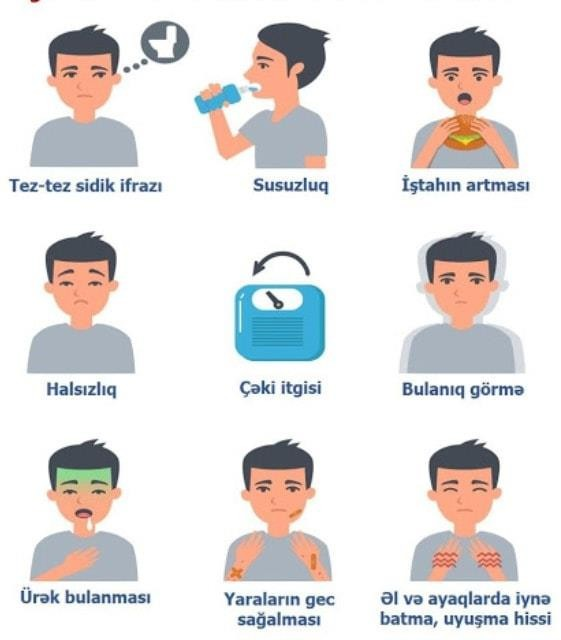 Tez-tez sidik ifrazı
Susuzluq
İştahın artması
Halsızlıq
Çəki itgisi
Bulanıq görmə
Ürək bulanması
Yaraların gec
sağalması
Əl və ayaqlarda iynə
batma, uyuşma hissi